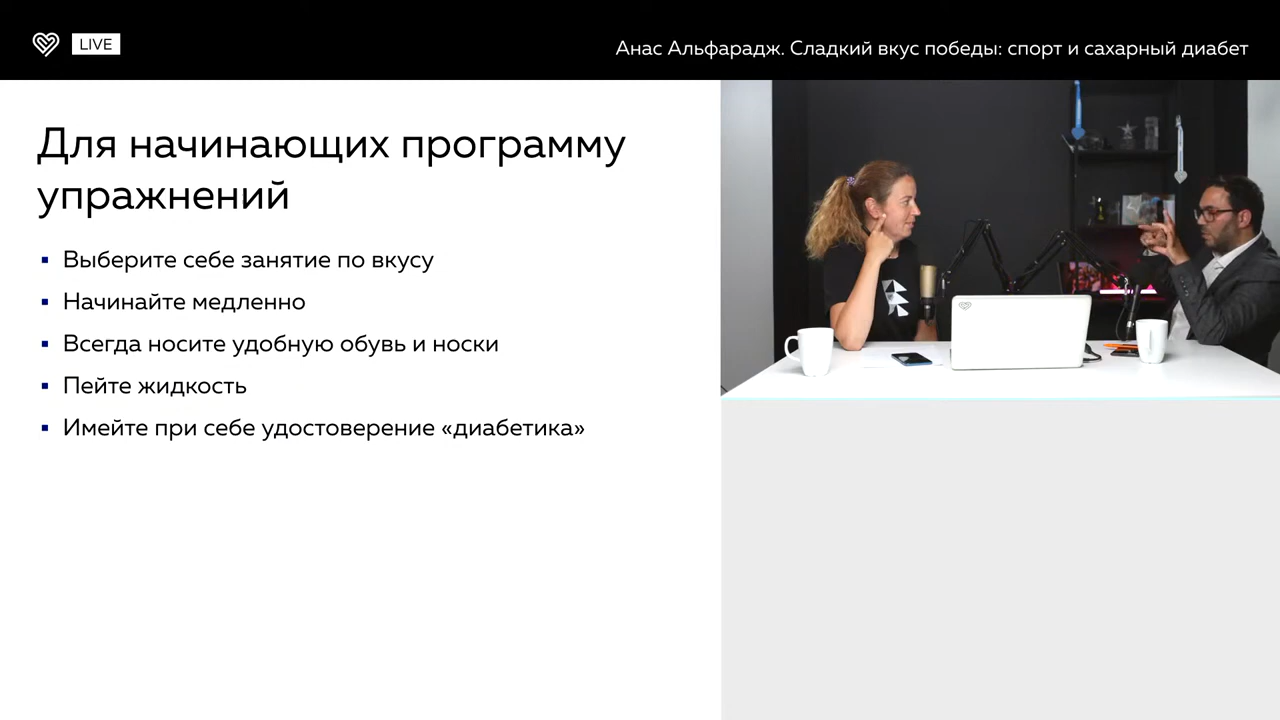 LIVE
Анас Альфарадж. Сладкий вкус победы: спорт и сахарный диабет
Для начинающих программу
упражнений
Выберите себе занятие по вкусу
Начинайте медленно
Всегда носите удобную обувь и носки
Пейте жидкость
Имейте при себе удостоверение «диабетика»